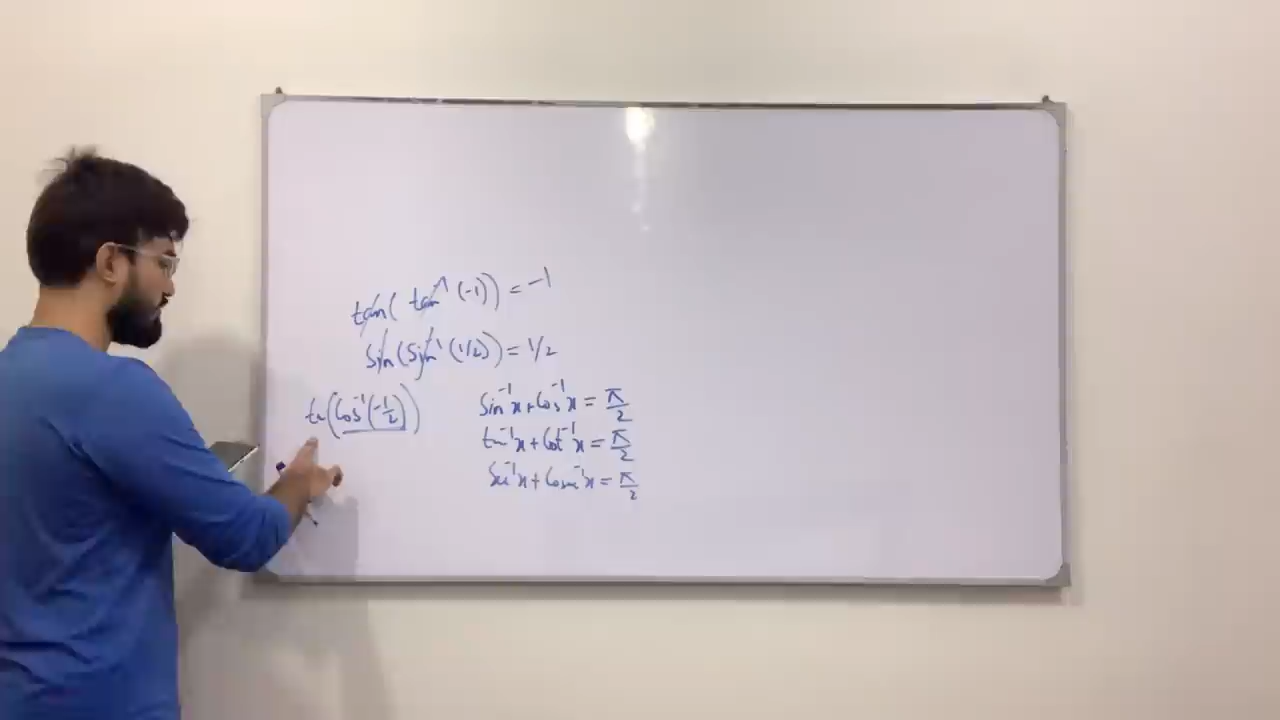 tan(tan⁻¹(-1)) = -1
Sin(Sin⁻¹(1/2)) = 1/2
tan(Cos⁻¹(-1/2))
Sin⁻¹x + Cos⁻¹x = π/2
tan⁻¹x + Cot⁻¹x = π/2
Sec⁻¹x + Cosec⁻¹x = π/2